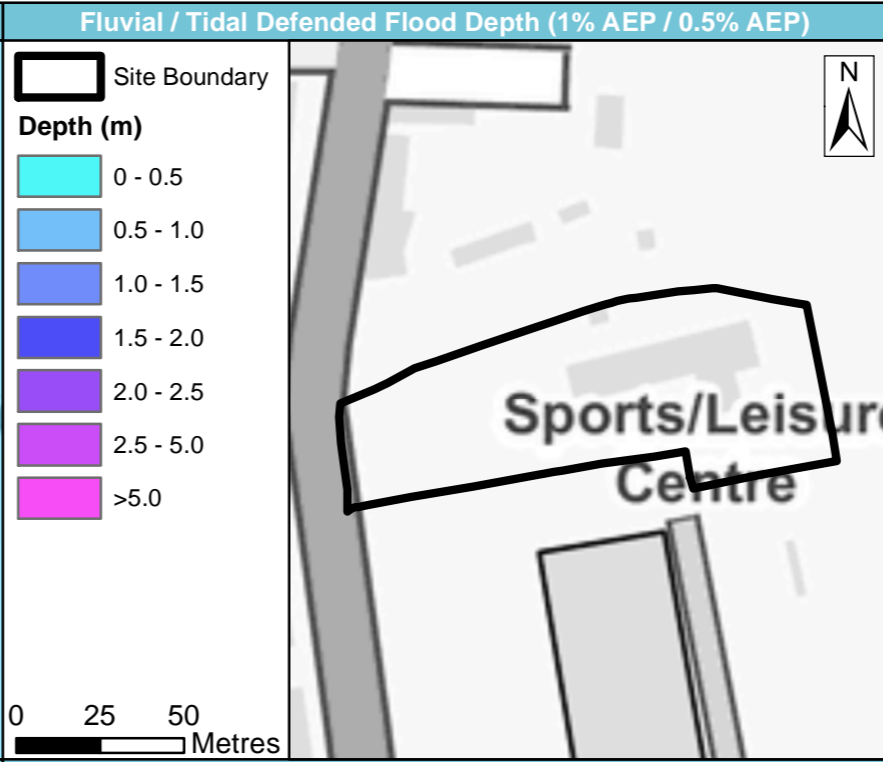 Fluvial / Tidal Defended Flood Depth (1% AEP / 0.5% AEP)
Site Boundary
Depth (m)
0 - 0.5
0.5 - 1.0
1.0 - 1.5
1.5 - 2.0
2.0 - 2.5
2.5 - 5.0
>5.0
0 25 50
Metres
N
Sports/Leisure
Centre